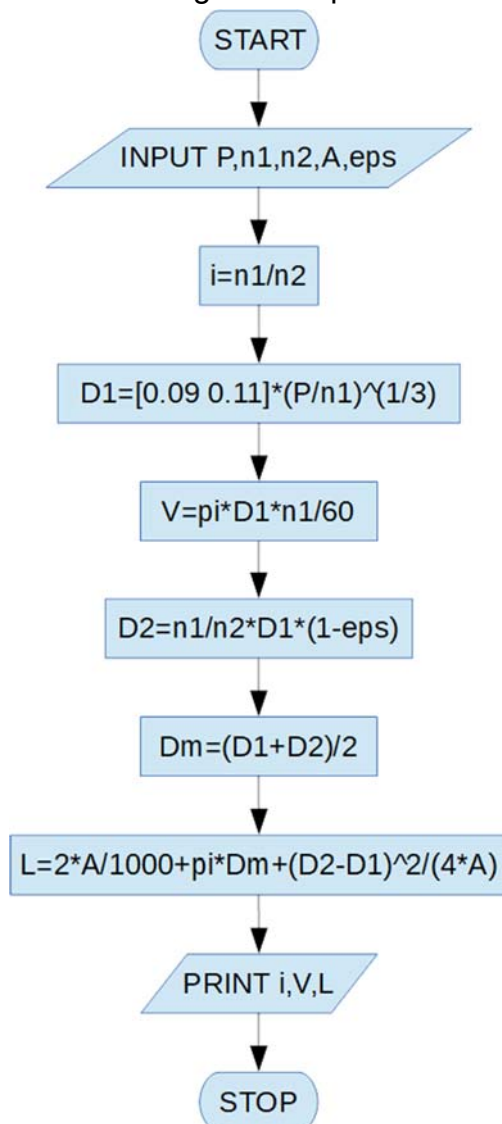 START
INPUT P,n1,n2,A,eps
i=n1/n2
D1=[0.09 0.11]*(P/n1)^(1/3)
V=pi*D1*n1/60
D2=n1/n2*D1*(1-eps)
Dm=(D1+D2)/2
L=2*A/1000+pi*Dm+(D2-D1)^2/(4*A)
PRINT i,V,L
STOP